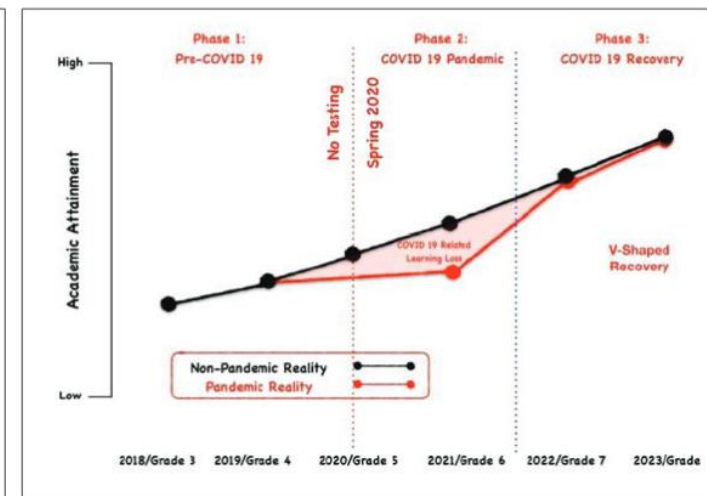 Phase 1:
Pre-COVID 19
Phase 2:
COVID 19 Pandemic
Phase 3:
COVID 19 Recovery
High
No Testing
Spring 2020
Academic Attainment
COVID 19 Related
Learning Loss
V-Shaped
Recovery
Non-Pandemic Reality
Pandemic Reality
Low
2018/Grade 3 2019/Grade 4 2020/Grade 5 2021/Grade 6 2022/Grade 7 2023/Grade